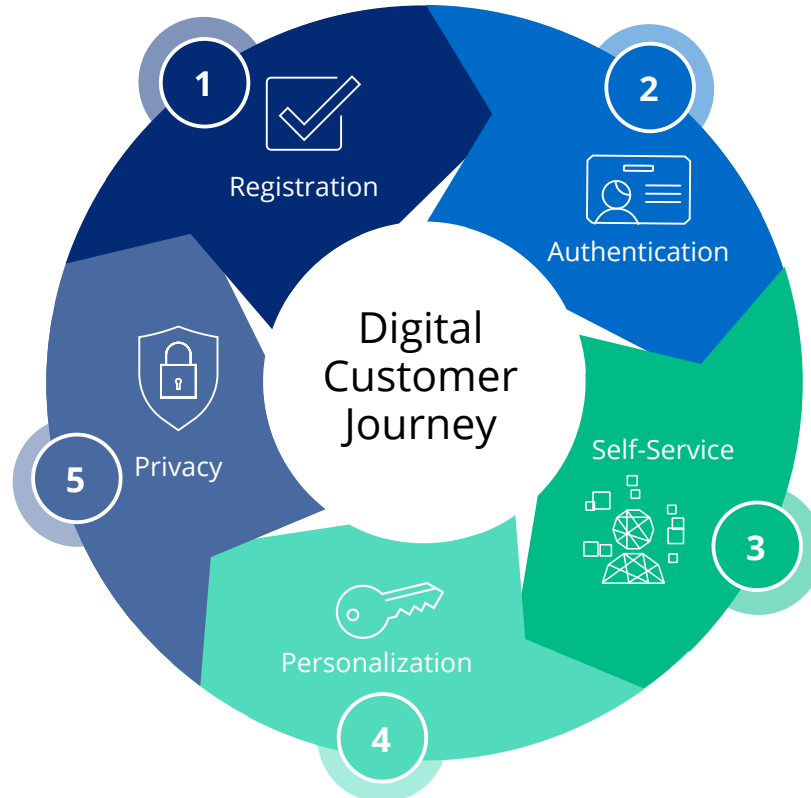 1
Registration
2
Authentication
Digital
Customer
Journey
Self-Service
3
Personalization
4
Privacy
5